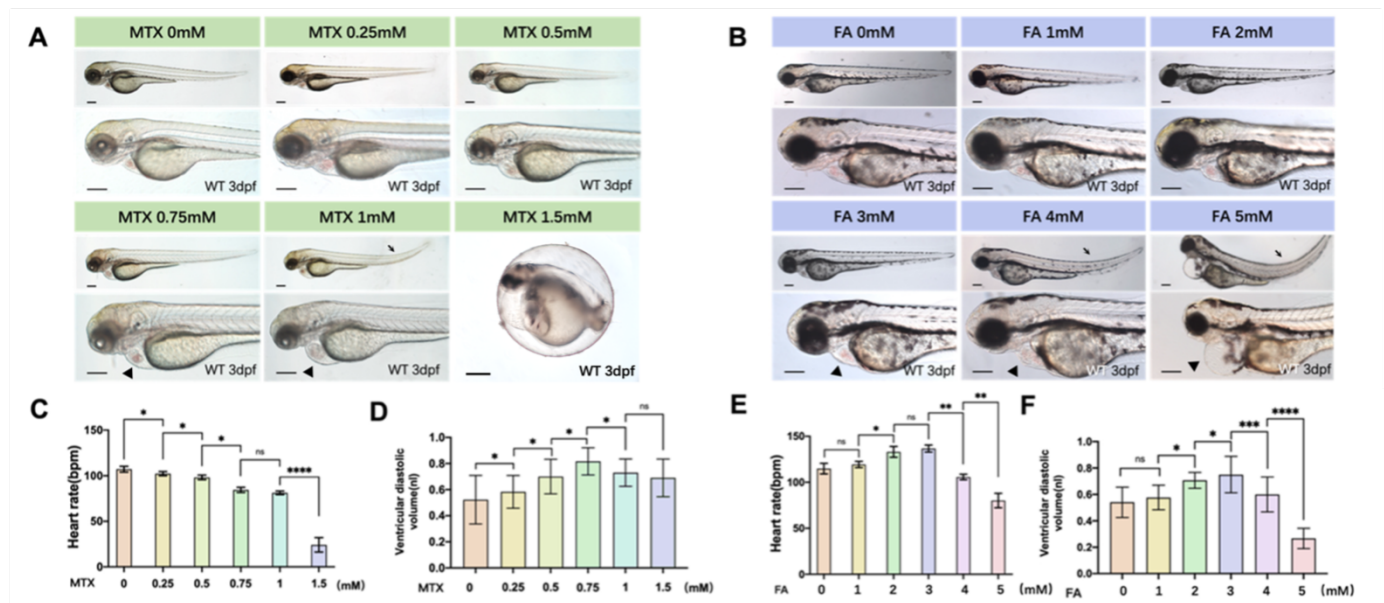 A
MTX 0mM
MTX 0.25mM
MTX 0.5mM
WT 3dpf
WT 3dpf
WT 3dpf
MTX 0.75mM
MTX 1mM
MTX 1.5mM
WT 3dpf
WT 3dpf
WT 3dpf
B
FA 0mM
FA 1mM
FA 2mM
WT 3dpf
WT 3dpf
WT 3dpf
FA 3mM
FA 4mM
FA 5mM
WT 3dpf
WT 3dpf
WT 3dpf
C
Heart rate(bpm)
150
100
50
0
* * * ns ****
MTX 0 0.25 0.5 0.75 1 1.5 (mM)
D
Ventricular diastolic
volume(nl)
1.0
0.8
0.6
0.4
0.2
0.0
* * * * ns
MTX 0 0.25 0.5 0.75 1 1.5 (mM)
E
Heart rate(bpm)
150
100
50
0
ns * ns ** **
FA 0 1 2 3 4 5 (mM)
F
Ventricular diastolic
volume(nl)
1.0
0.8
0.6
0.4
0.2
0.0
ns * * *** ****
FA 0 1 2 3 4 5 (mM)